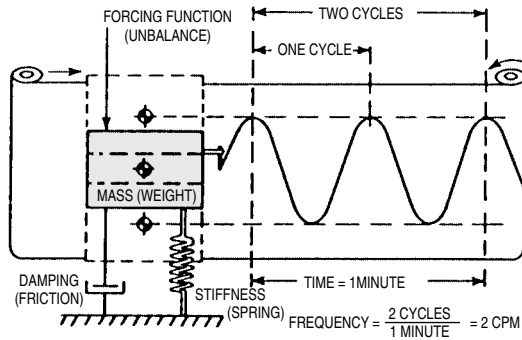 FORCING FUNCTION
(UNBALANCE)
TWO CYCLES
ONE CYCLE
MASS (WEIGHT)
DAMPING
(FRICTION)
STIFFNESS
(SPRING)
TIME = 1MINUTE
FREQUENCY = 2 CYCLES
1 MINUTE
= 2 CPM